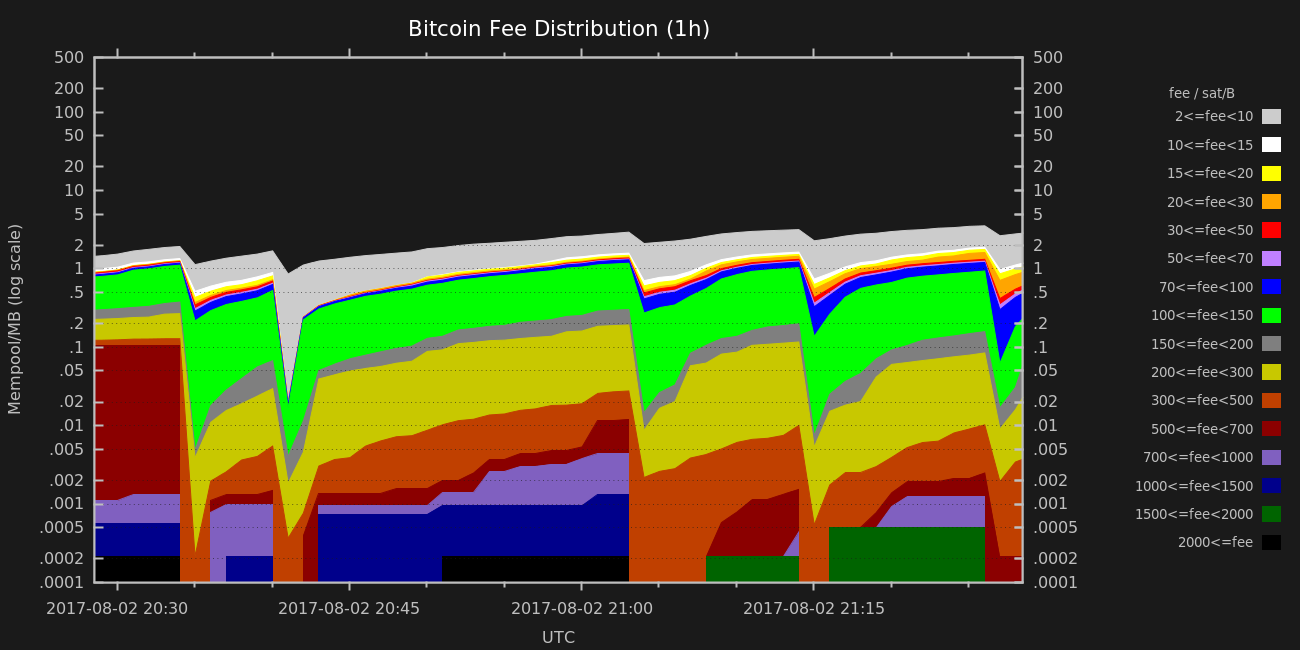 Bitcoin Fee Distribution (1h)
Mempool/MB (log scale)
500
200
100
50
20
10
5
2
1
.5
.2
.1
.05
.02
.01
.005
.002
.001
.0005
.0002
.0001
500
200
100
50
20
10
5
2
1
.5
.2
.1
.05
.02
.01
.005
.002
.001
.0005
.0002
.0001
2017-08-02 20:30 2017-08-02 20:45 2017-08-02 21:00 2017-08-02 21:15
UTC
fee / sat/B
2<=fee<10
10<=fee<15
15<=fee<20
20<=fee<30
30<=fee<50
50<=fee<70
70<=fee<100
100<=fee<150
150<=fee<200
200<=fee<300
300<=fee<500
500<=fee<700
700<=fee<1000
1000<=fee<1500
1500<=fee<2000
2000<=fee